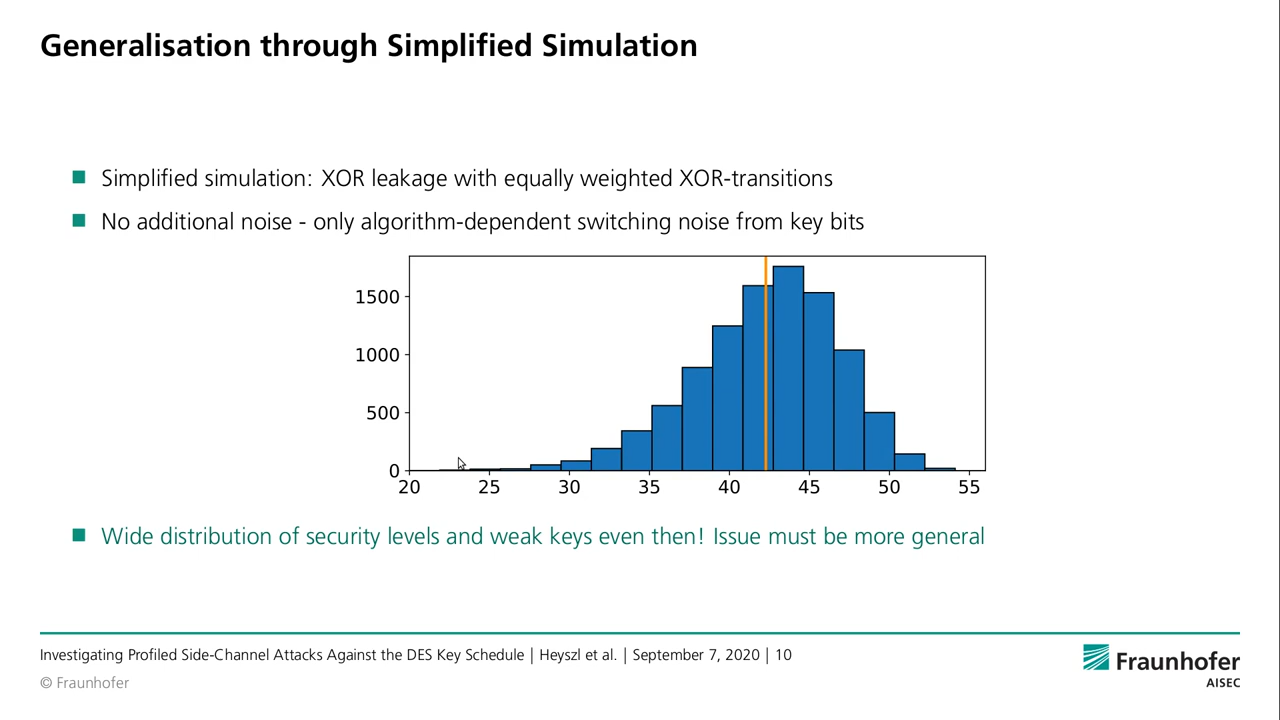 Generalisation through Simplified Simulation
Simplified simulation: XOR leakage with equally weighted XOR-transitions
No additional noise - only algorithm-dependent switching noise from key bits
1500
1000
500
0
20 25 30 35 40 45 50 55
Wide distribution of security levels and weak keys even then! Issue must be more general
Investigating Profiled Side-Channel Attacks Against the DES Key Schedule | Heyszl et al. | September 7, 2020 | 10
© Fraunhofer
Fraunhofer
AISEC